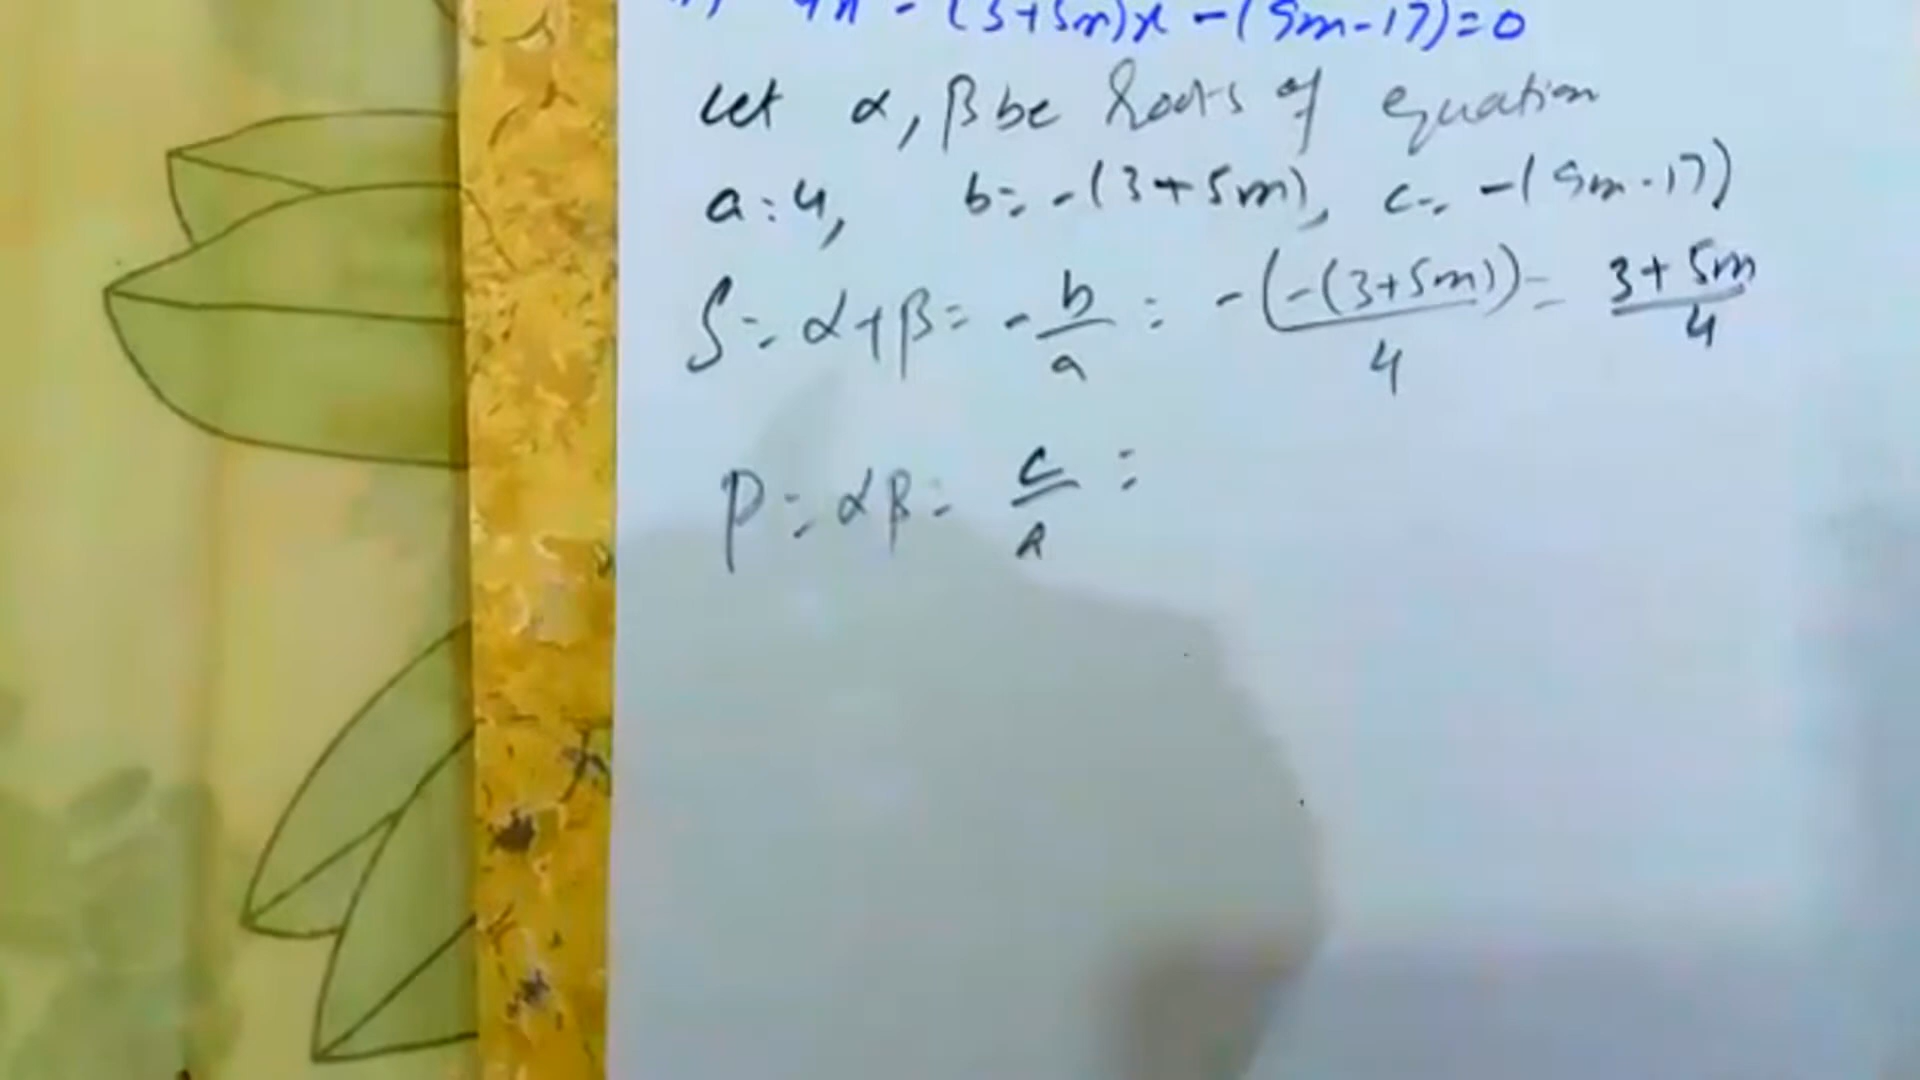 4x² - (3+5m)x - (9m-17)=0
Let α, β be Roots of equation
a=4, b= -(3+5m), c= -(9m-17)
S= α+β= -b/a = -(-(3+5m))/4 = 3+5m/4
P= αβ= c/a =